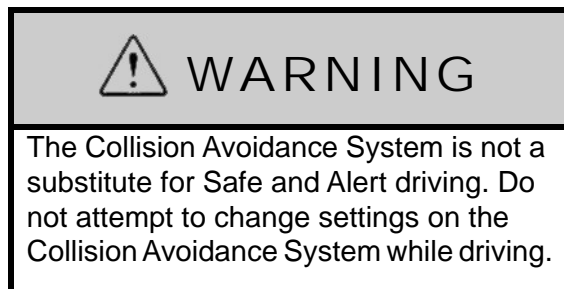 WARNING
The Collision Avoidance System is not a
substitute for Safe and Alert driving. Do
not attempt to change settings on the
Collision Avoidance System while driving.